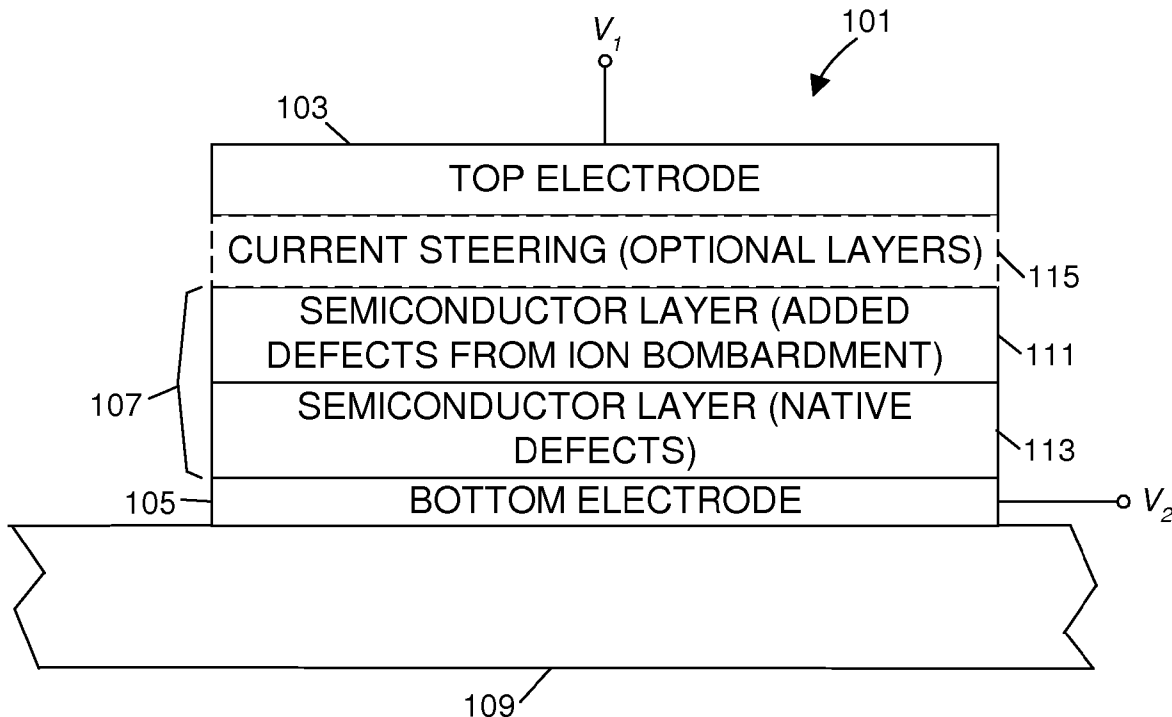 V1
101
103
TOP ELECTRODE
CURRENT STEERING (OPTIONAL LAYERS)
115
SEMICONDUCTOR LAYER (ADDED
DEFECTS FROM ION BOMBARDMENT)
111
107
SEMICONDUCTOR LAYER (NATIVE
DEFECTS)
113
105
BOTTOM ELECTRODE
V2
109